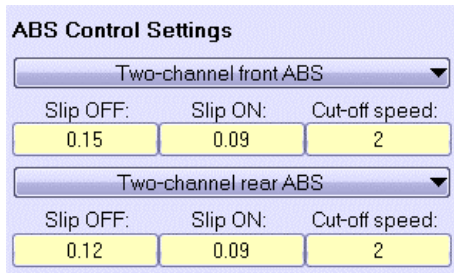 ABS Control Settings
Two-channel front ABS
Slip OFF: Slip ON: Cut-off speed:
0.15 0.09 2
Two-channel rear ABS
Slip OFF: Slip ON: Cut-off speed:
0.12 0.09 2